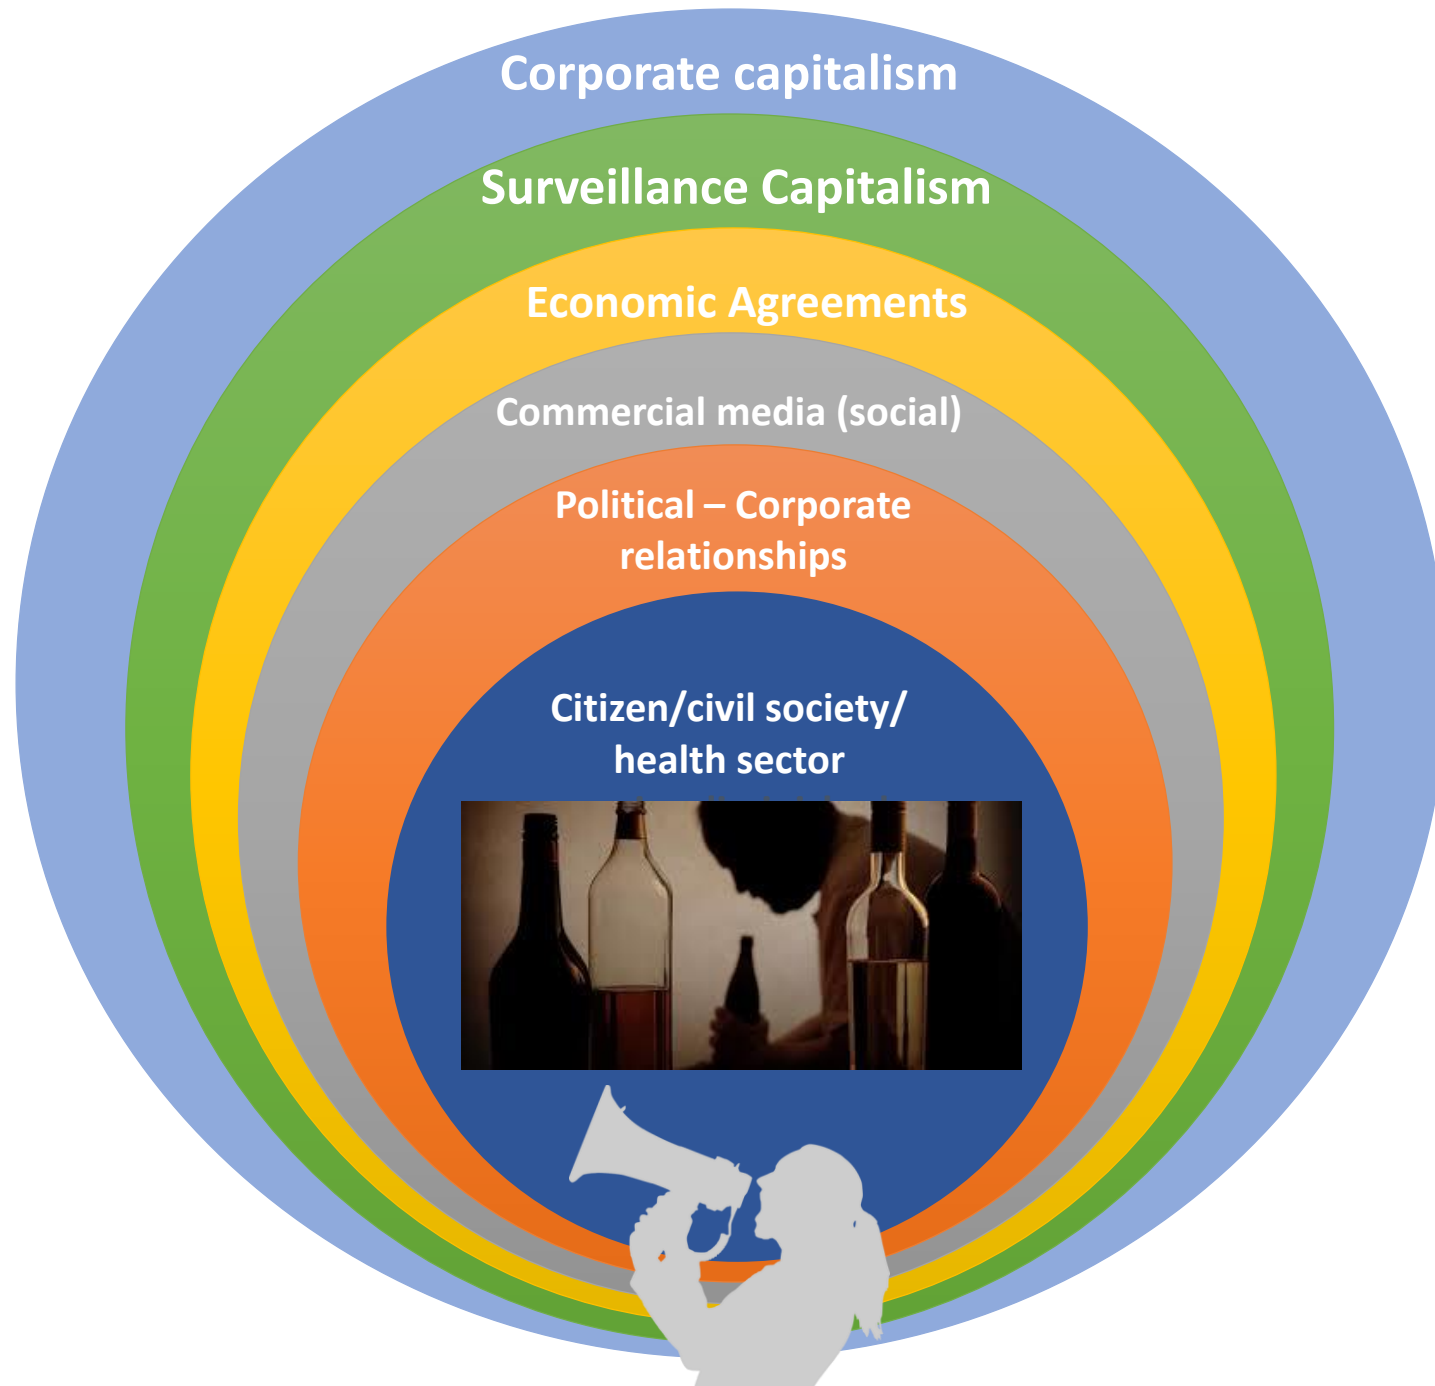 Corporate capitalism
Surveillance Capitalism
Economic Agreements
Commercial media (social)
Political – Corporate
relationships
Citizen/civil society/
health sector